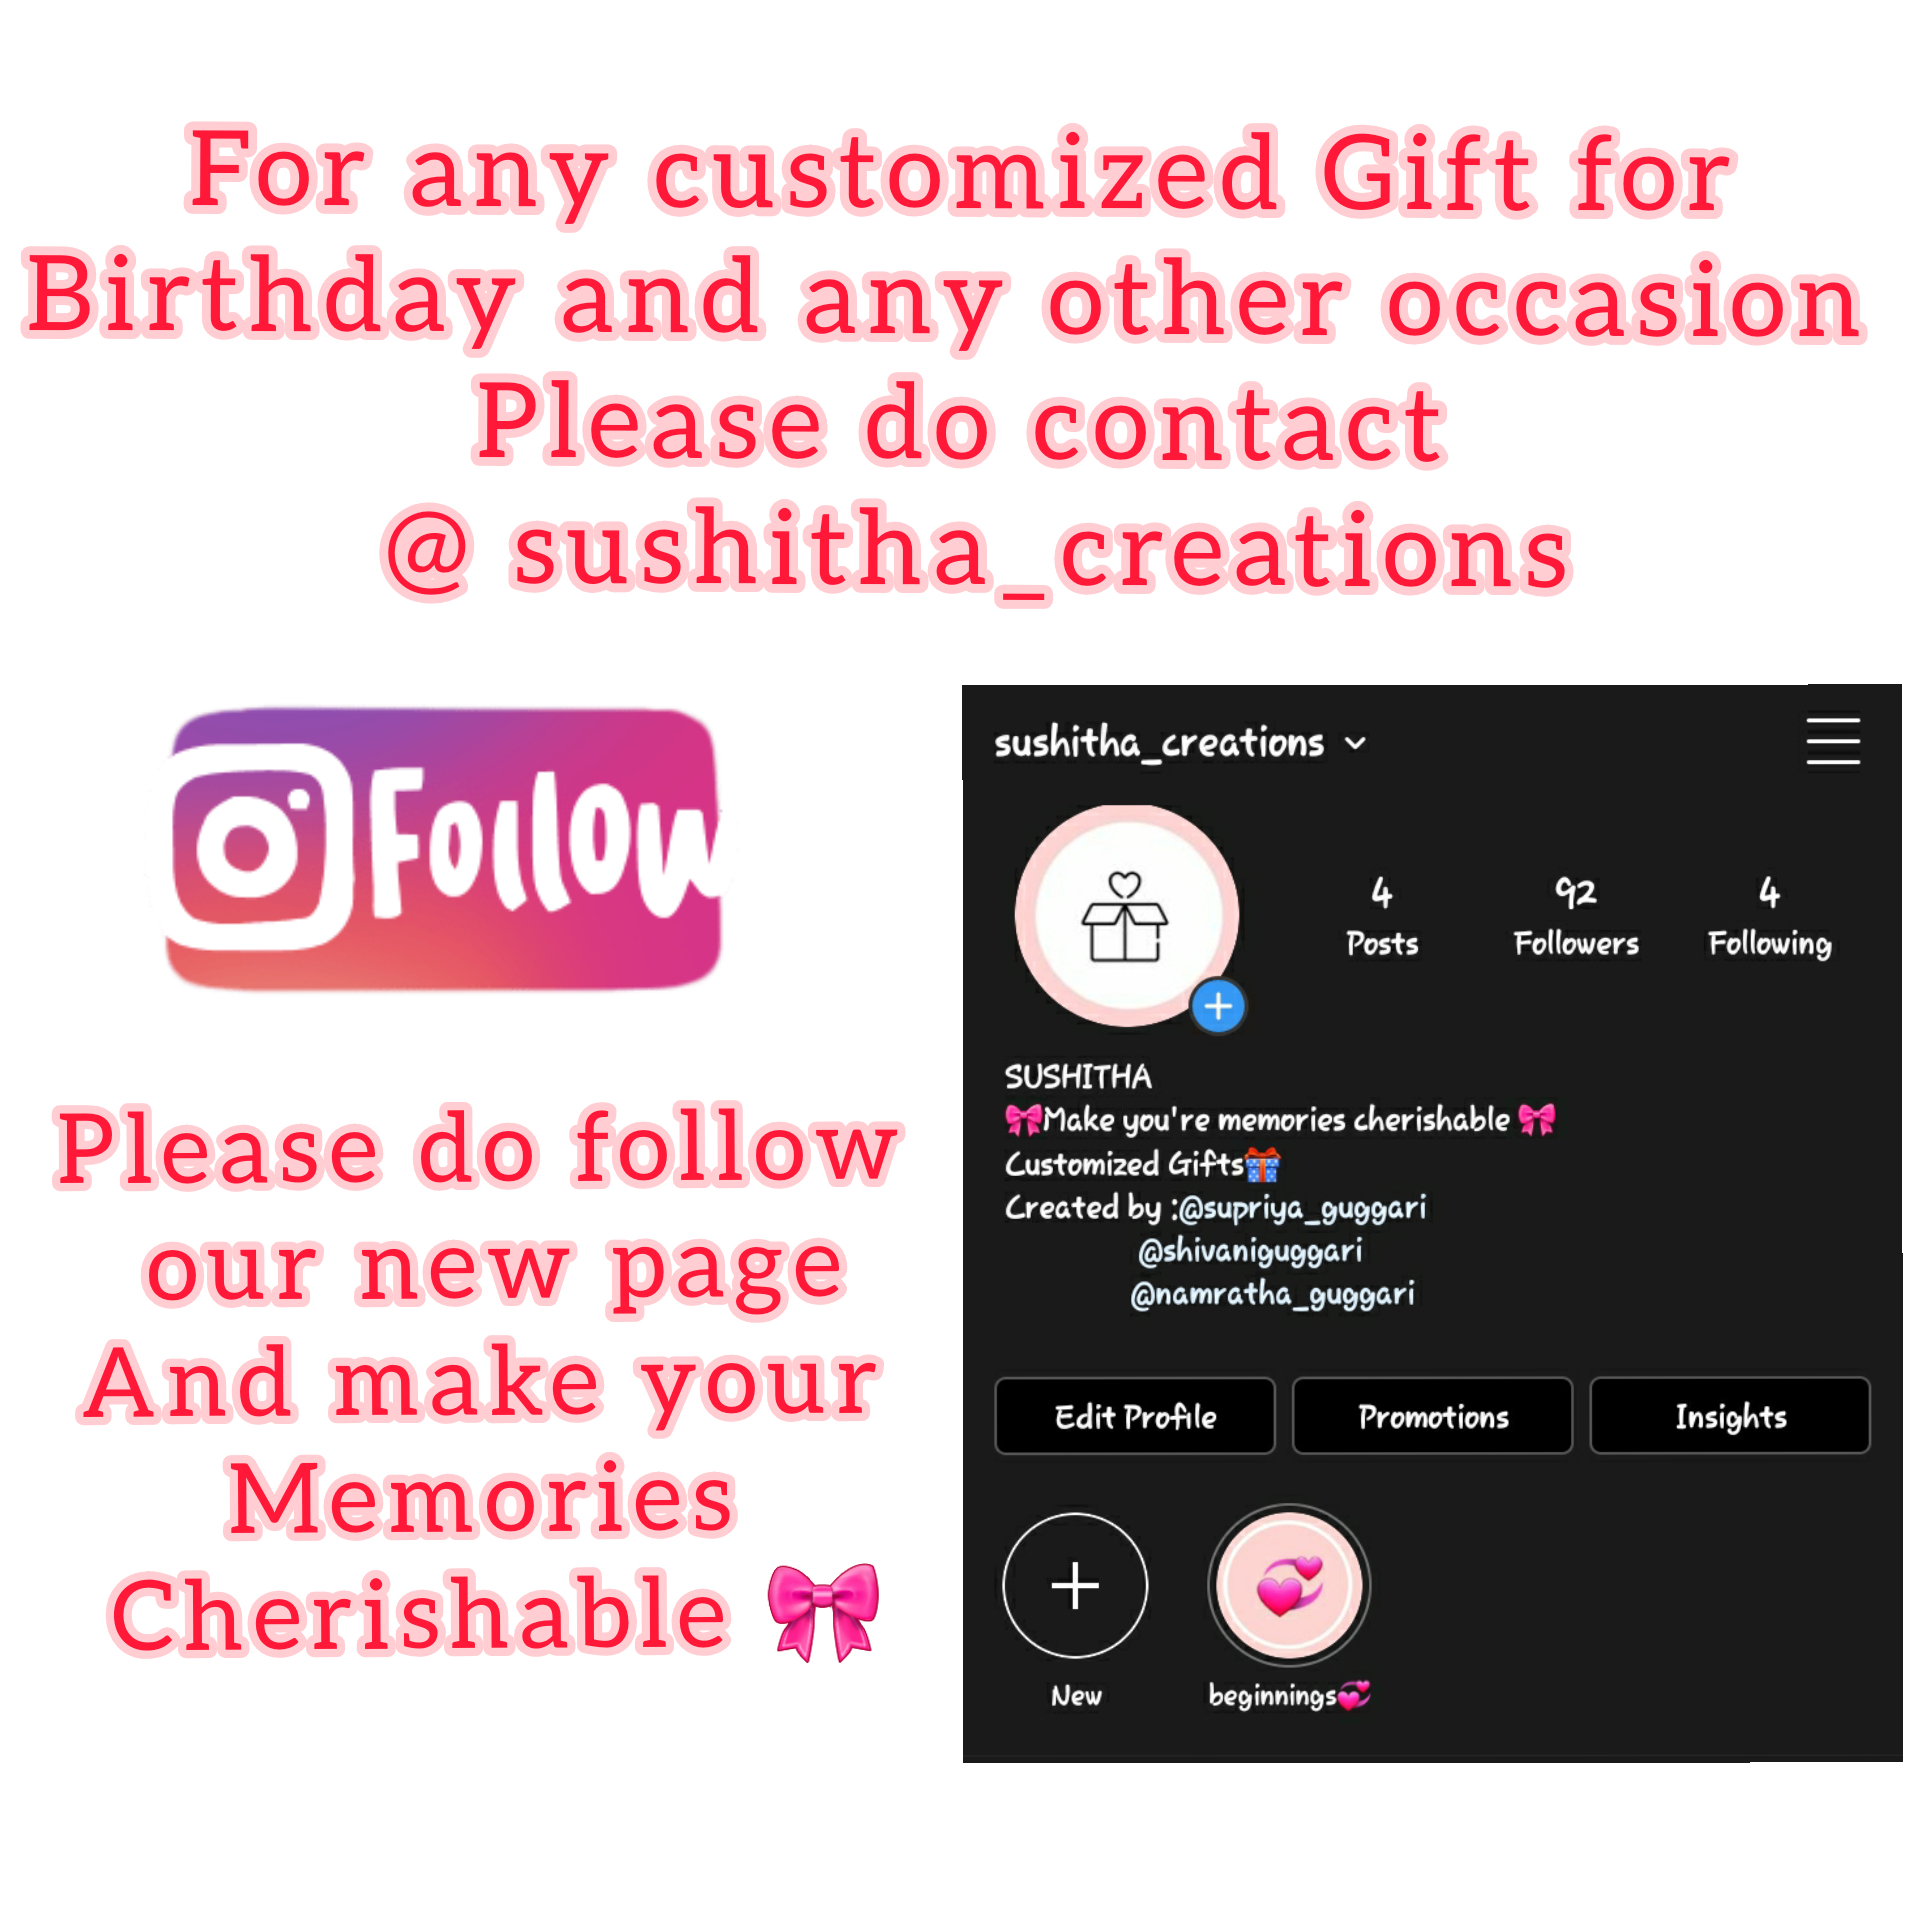 For any customized Gift for
Birthday and any other occasion
Please do contact
@ sushitha_creations
Follow
Please do follow
our new page
And make your
Memories
Cherishable 🎀
sushitha_creations
4 92 4
Posts Followers Following
SUSHITHA
🎀Make you're memories cherishable 🎀
Customized Gifts🎁
Created by :@supriya_guggari
@shivaniguggari
@namratha_guggari
Edit Profile Promotions Insights
New beginnings💞